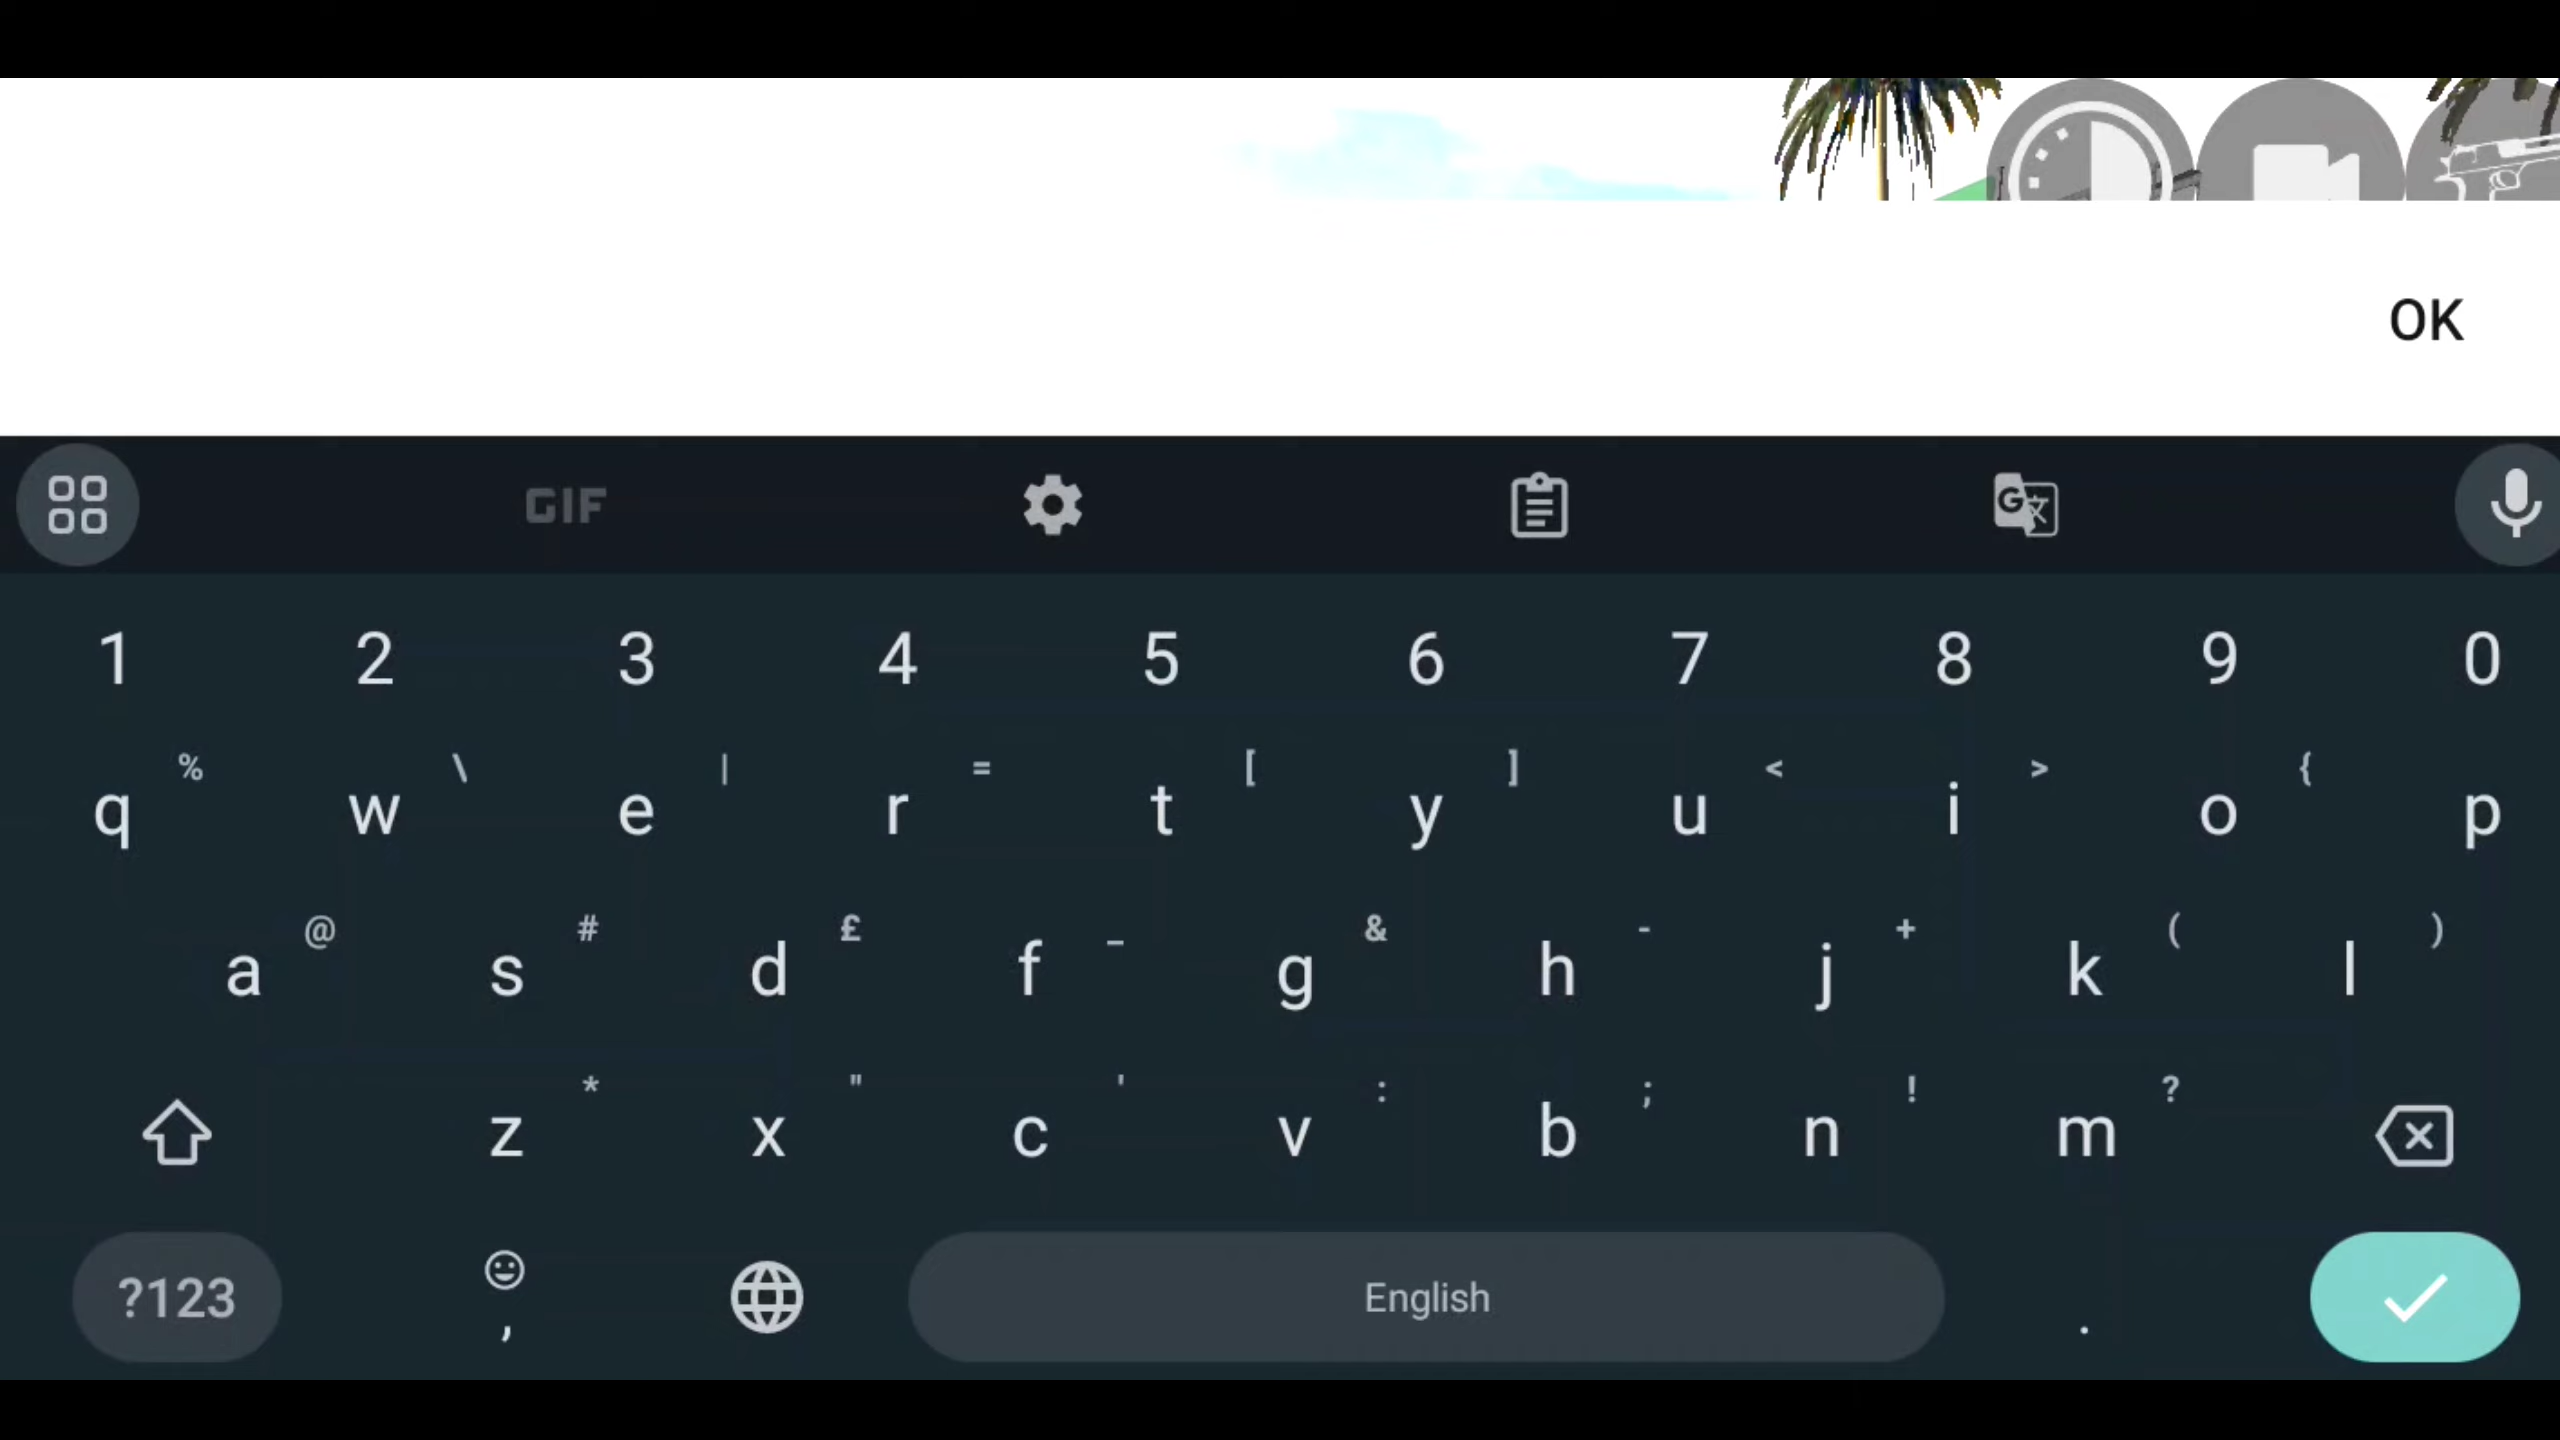 OK
GIF
1 2 3 4 5 6 7 8 9 0
% \ | = [ ] < > {
q w e r t y u i o p
@ # £ _ & - + ( )
a s d f g h j k l
* " ' : ; ! ?
z x c v b n m
?123 , English .